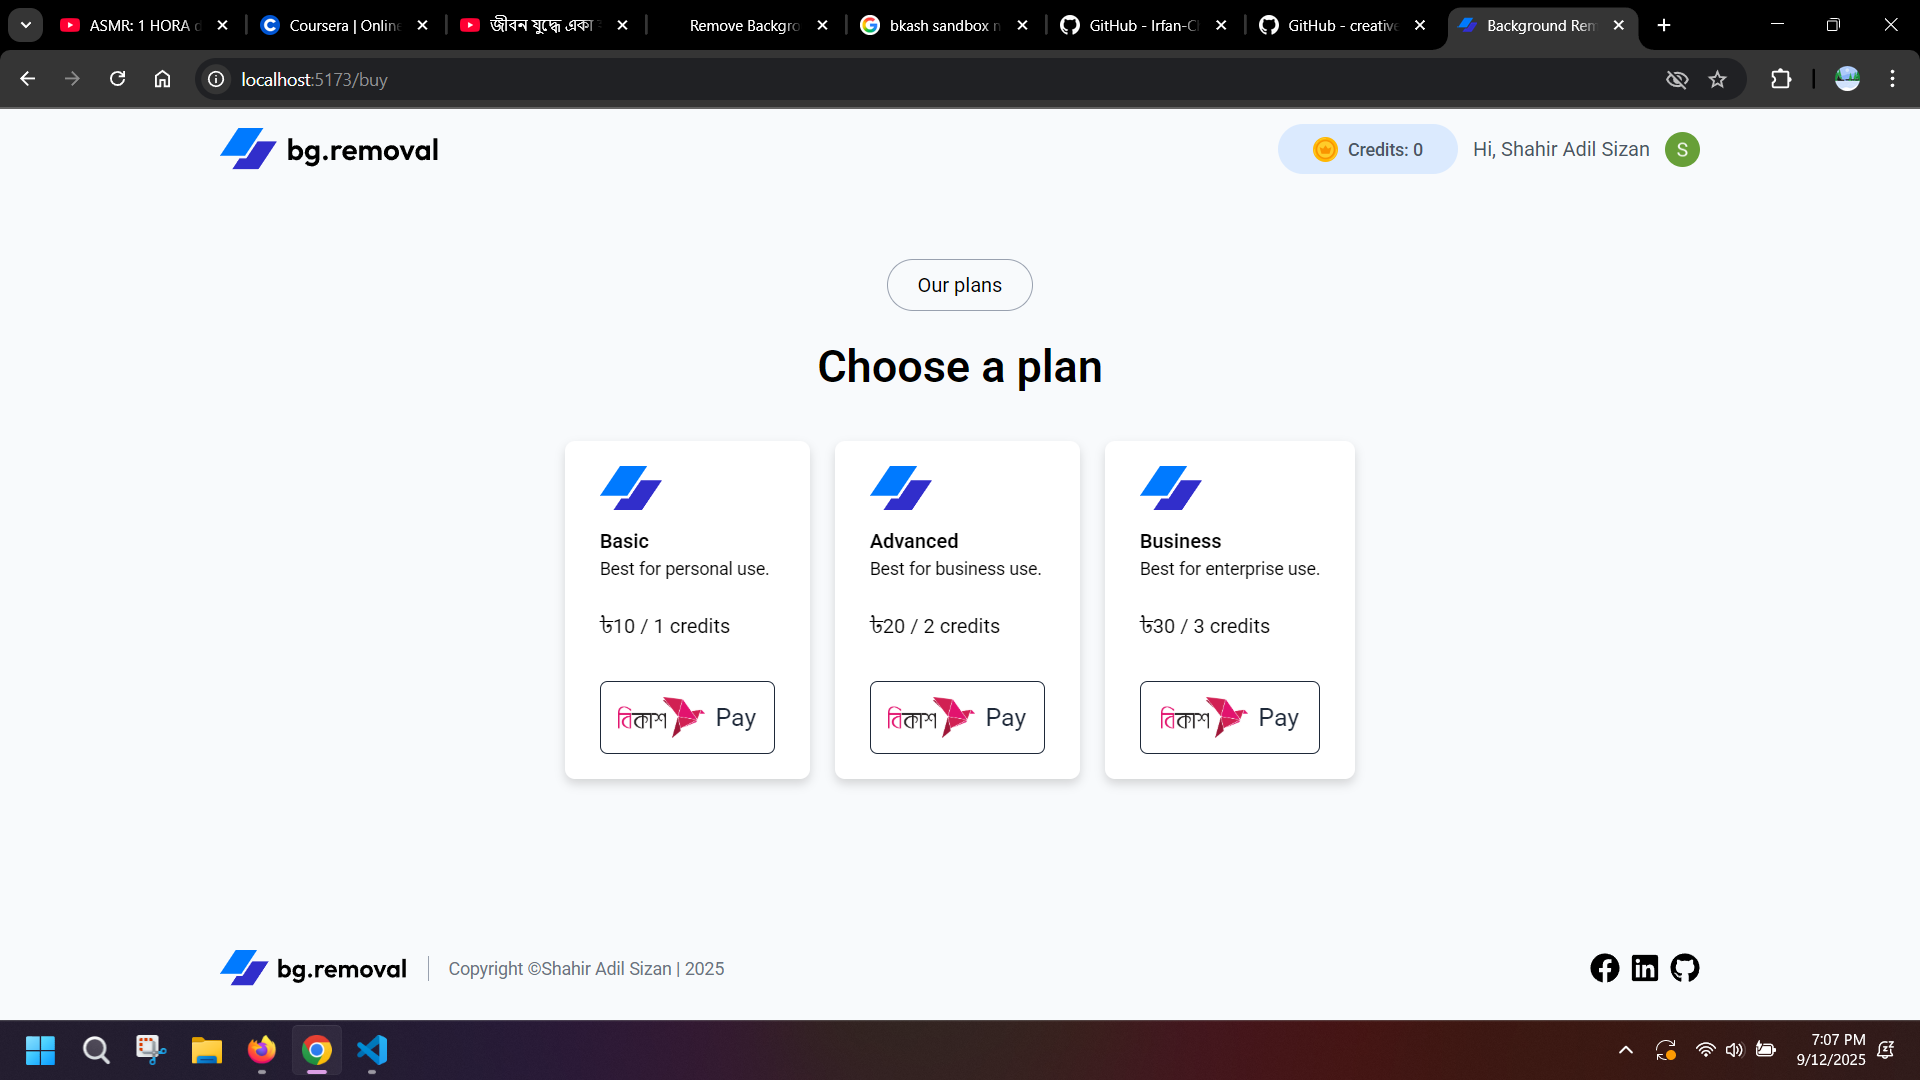 ASMR: 1 HORA d
Coursera | Online
জীবন যুদ্ধে একা
Remove Backgro
bkash sandbox n
GitHub - Irfan-Ch
GitHub - creative
Background Rem
localhost:5173/buy
bg.removal
Credits: 0
Hi, Shahir Adil Sizan
S
Our plans
Choose a plan
Basic
Best for personal use.
৳10 / 1 credits
বিকাশ Pay
Advanced
Best for business use.
৳20 / 2 credits
বিকাশ Pay
Business
Best for enterprise use.
৳30 / 3 credits
বিকাশ Pay
bg.removal
Copyright ©Shahir Adil Sizan | 2025
7:07 PM
9/12/2025